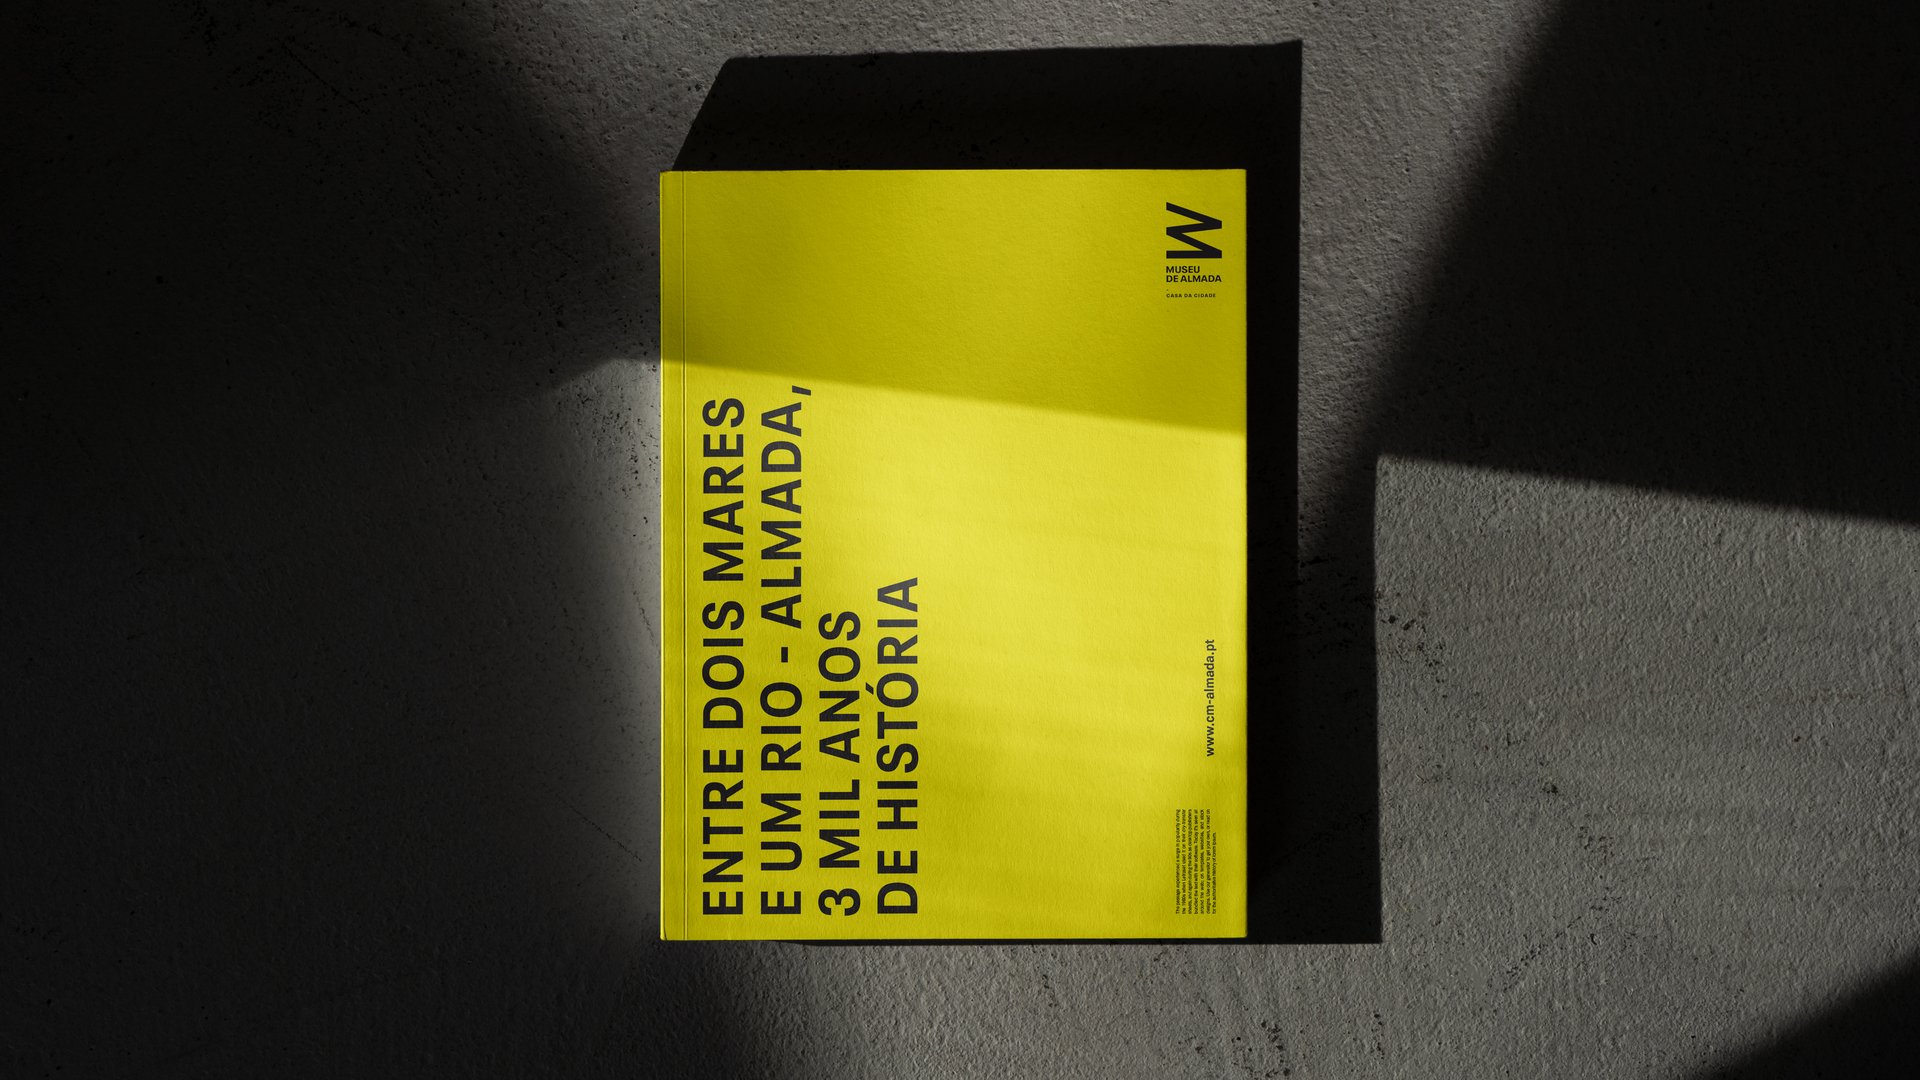 ENTRE DOIS MARES
E UM RIO - ALMADA,
3 MIL ANOS
DE HISTÓRIA
M
MUSEU
DE ALMADA
CASA DA CIDADE
www.cm-almada.pt